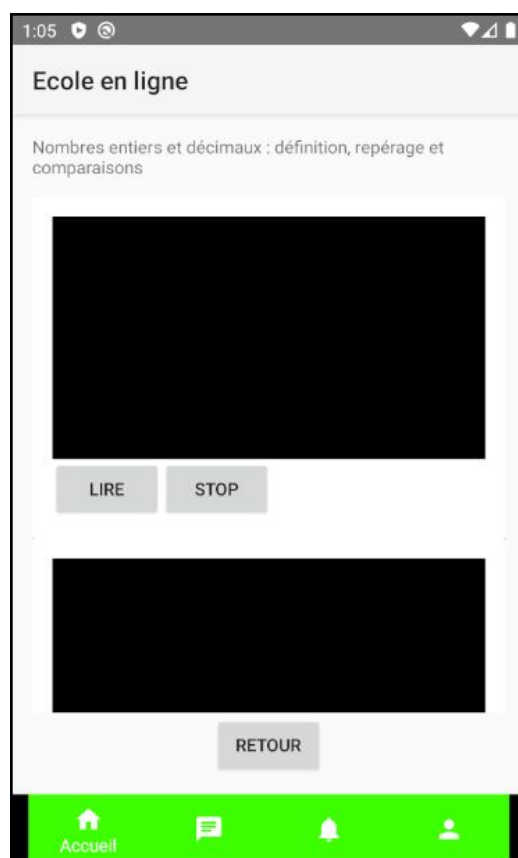 1:05
Ecole en ligne
Nombres entiers et décimaux : définition, repérage et
comparaisons
LIRE
STOP
RETOUR
Accueil